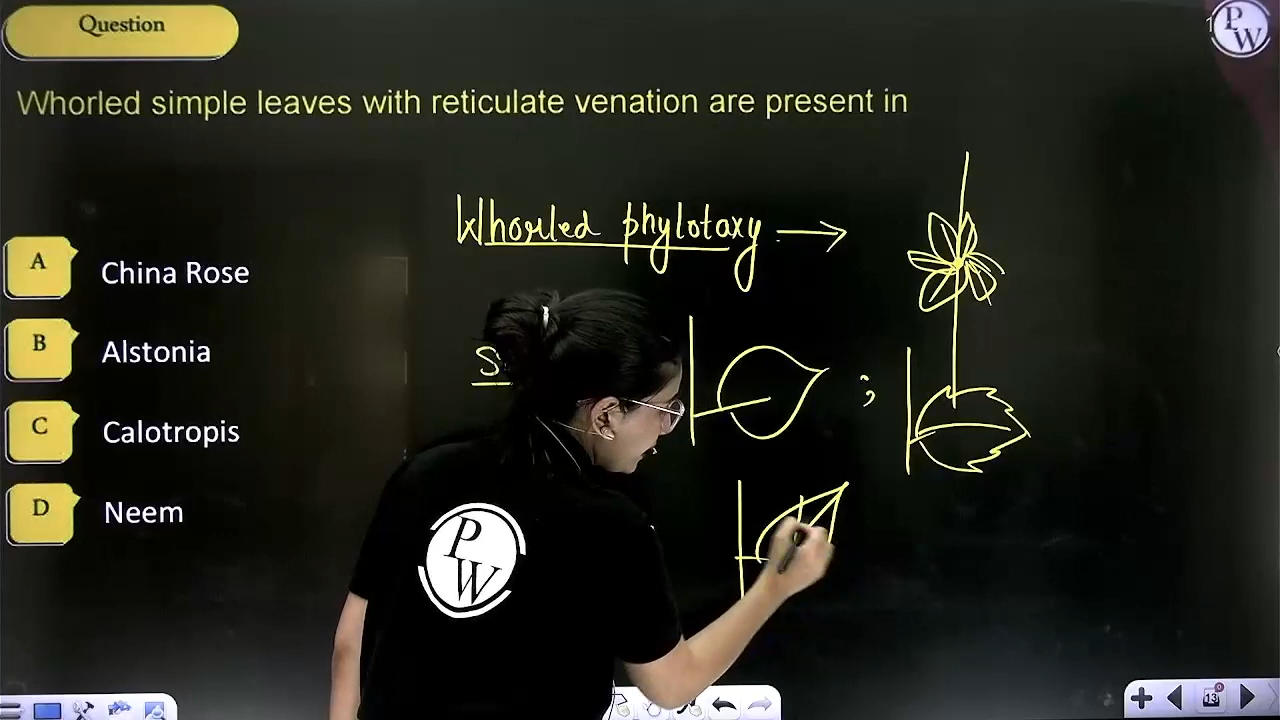 Question
PW
Whorled simple leaves with reticulate venation are present in
Whorled phylotaxy →
A China Rose
B Alstonia
C Calotropis
D Neem
S
;
PW
13